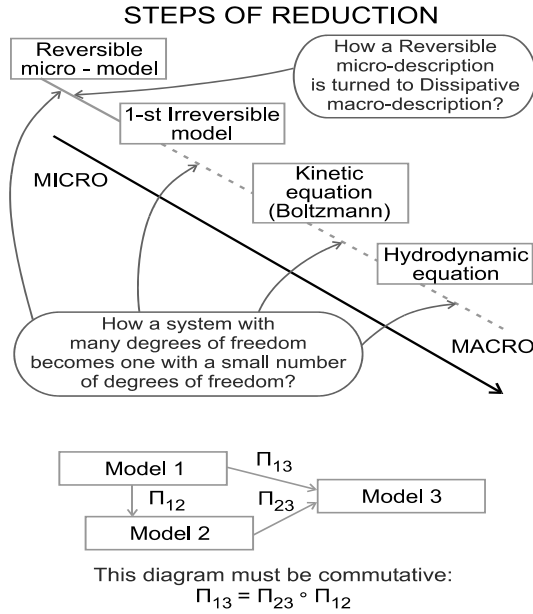 STEPS OF REDUCTION
Reversible
micro - model
How a Reversible
micro-description
is turned to Dissipative
macro-description?
1-st Irreversible
model
MICRO
Kinetic
equation
(Boltzmann)
Hydrodynamic
equation
How a system with
many degrees of freedom
becomes one with a small number
of degrees of freedom?
MACRO
Model 1
Π13
Π12
Π23
Model 3
Model 2
This diagram must be commutative:
Π13 = Π23 ∘ Π12